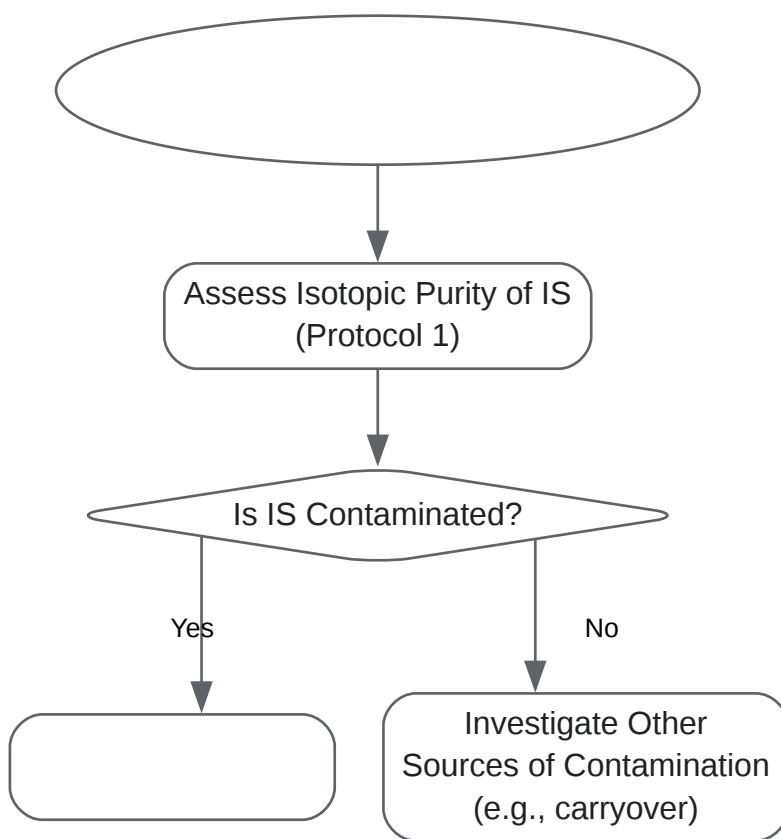 Assess Isotopic Purity of IS
(Protocol 1)
Is IS Contaminated?
Yes
No
Investigate Other
Sources of Contamination
(e.g., carryover)